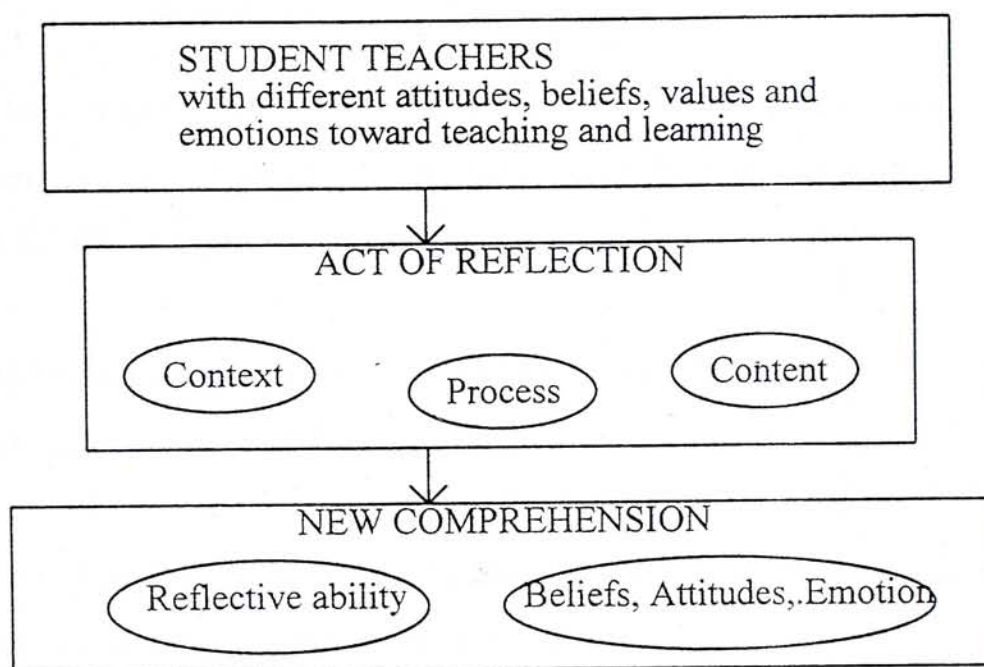 STUDENT TEACHERS
with different attitudes, beliefs, values and
emotions toward teaching and learning
ACT OF REFLECTION
Context
Process
Content
NEW COMPREHENSION
Reflective ability
Beliefs, Attitudes,.Emotion